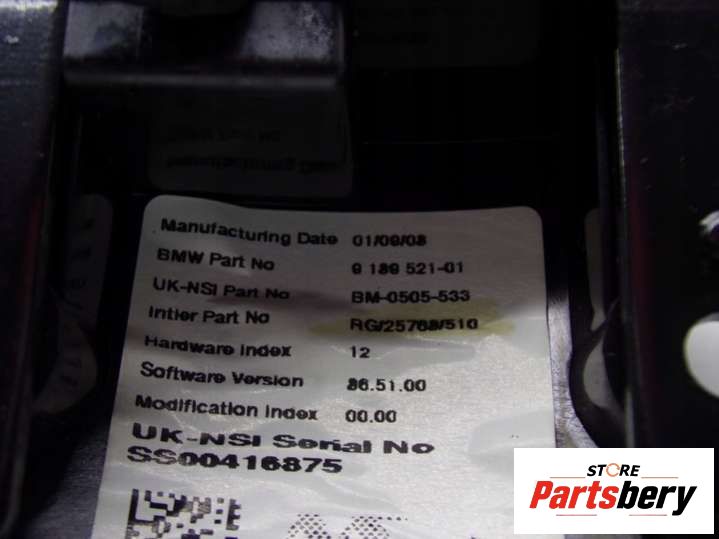 Manufacturing Date 01/09/08
BMW Part No 9 189 521-01
UK-NSI Part No BM-0505-533
Intier Part No RG/25768/510
Hardware Index 12
Software Version 86.51.00
Modification Index 00.00
UK-NSI Serial No
SS00416875
STORE
Partsbery